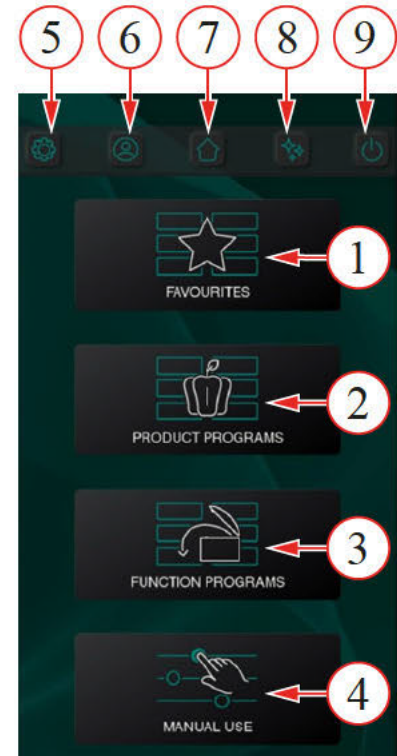 5 6 7 8 9
1
FAVOURITES
2
PRODUCT PROGRAMS
3
FUNCTION PROGRAMS
4
MANUAL USE